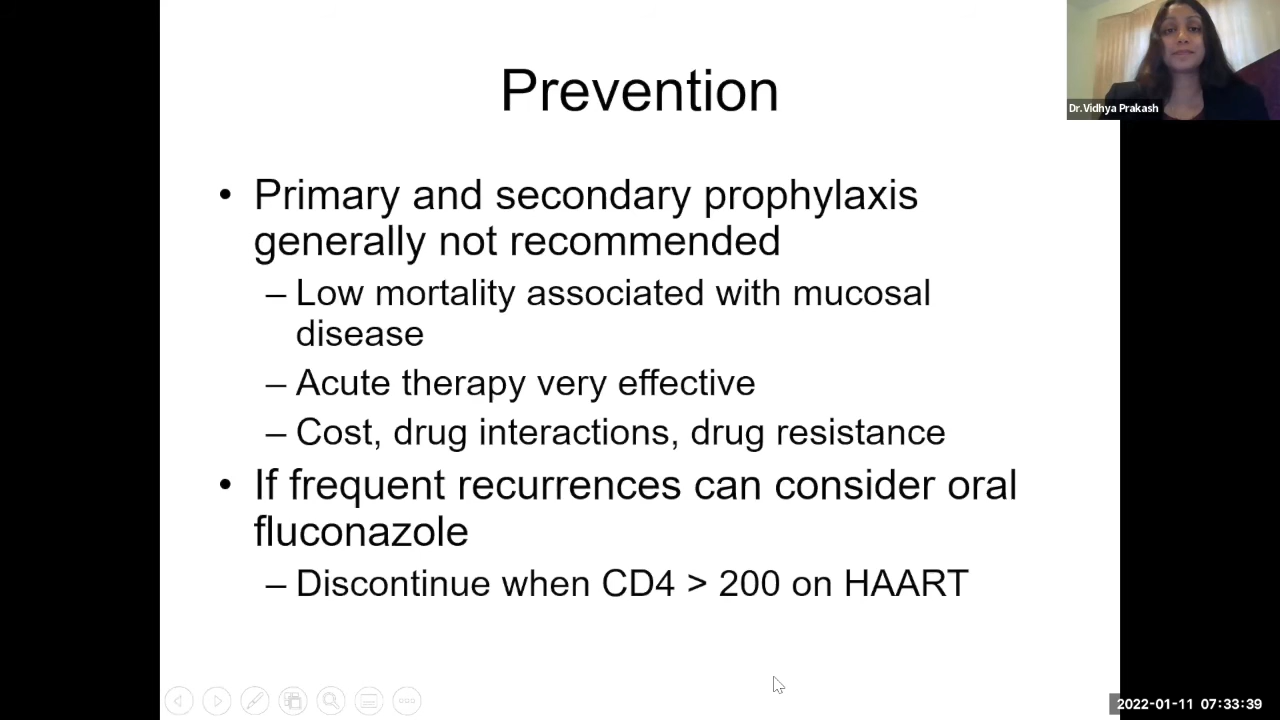 Prevention
Dr.Vidhya Prakash
• Primary and secondary prophylaxis
generally not recommended
– Low mortality associated with mucosal
disease
– Acute therapy very effective
– Cost, drug interactions, drug resistance
• If frequent recurrences can consider oral
fluconazole
– Discontinue when CD4 > 200 on HAART
2022-01-11 07:33:39